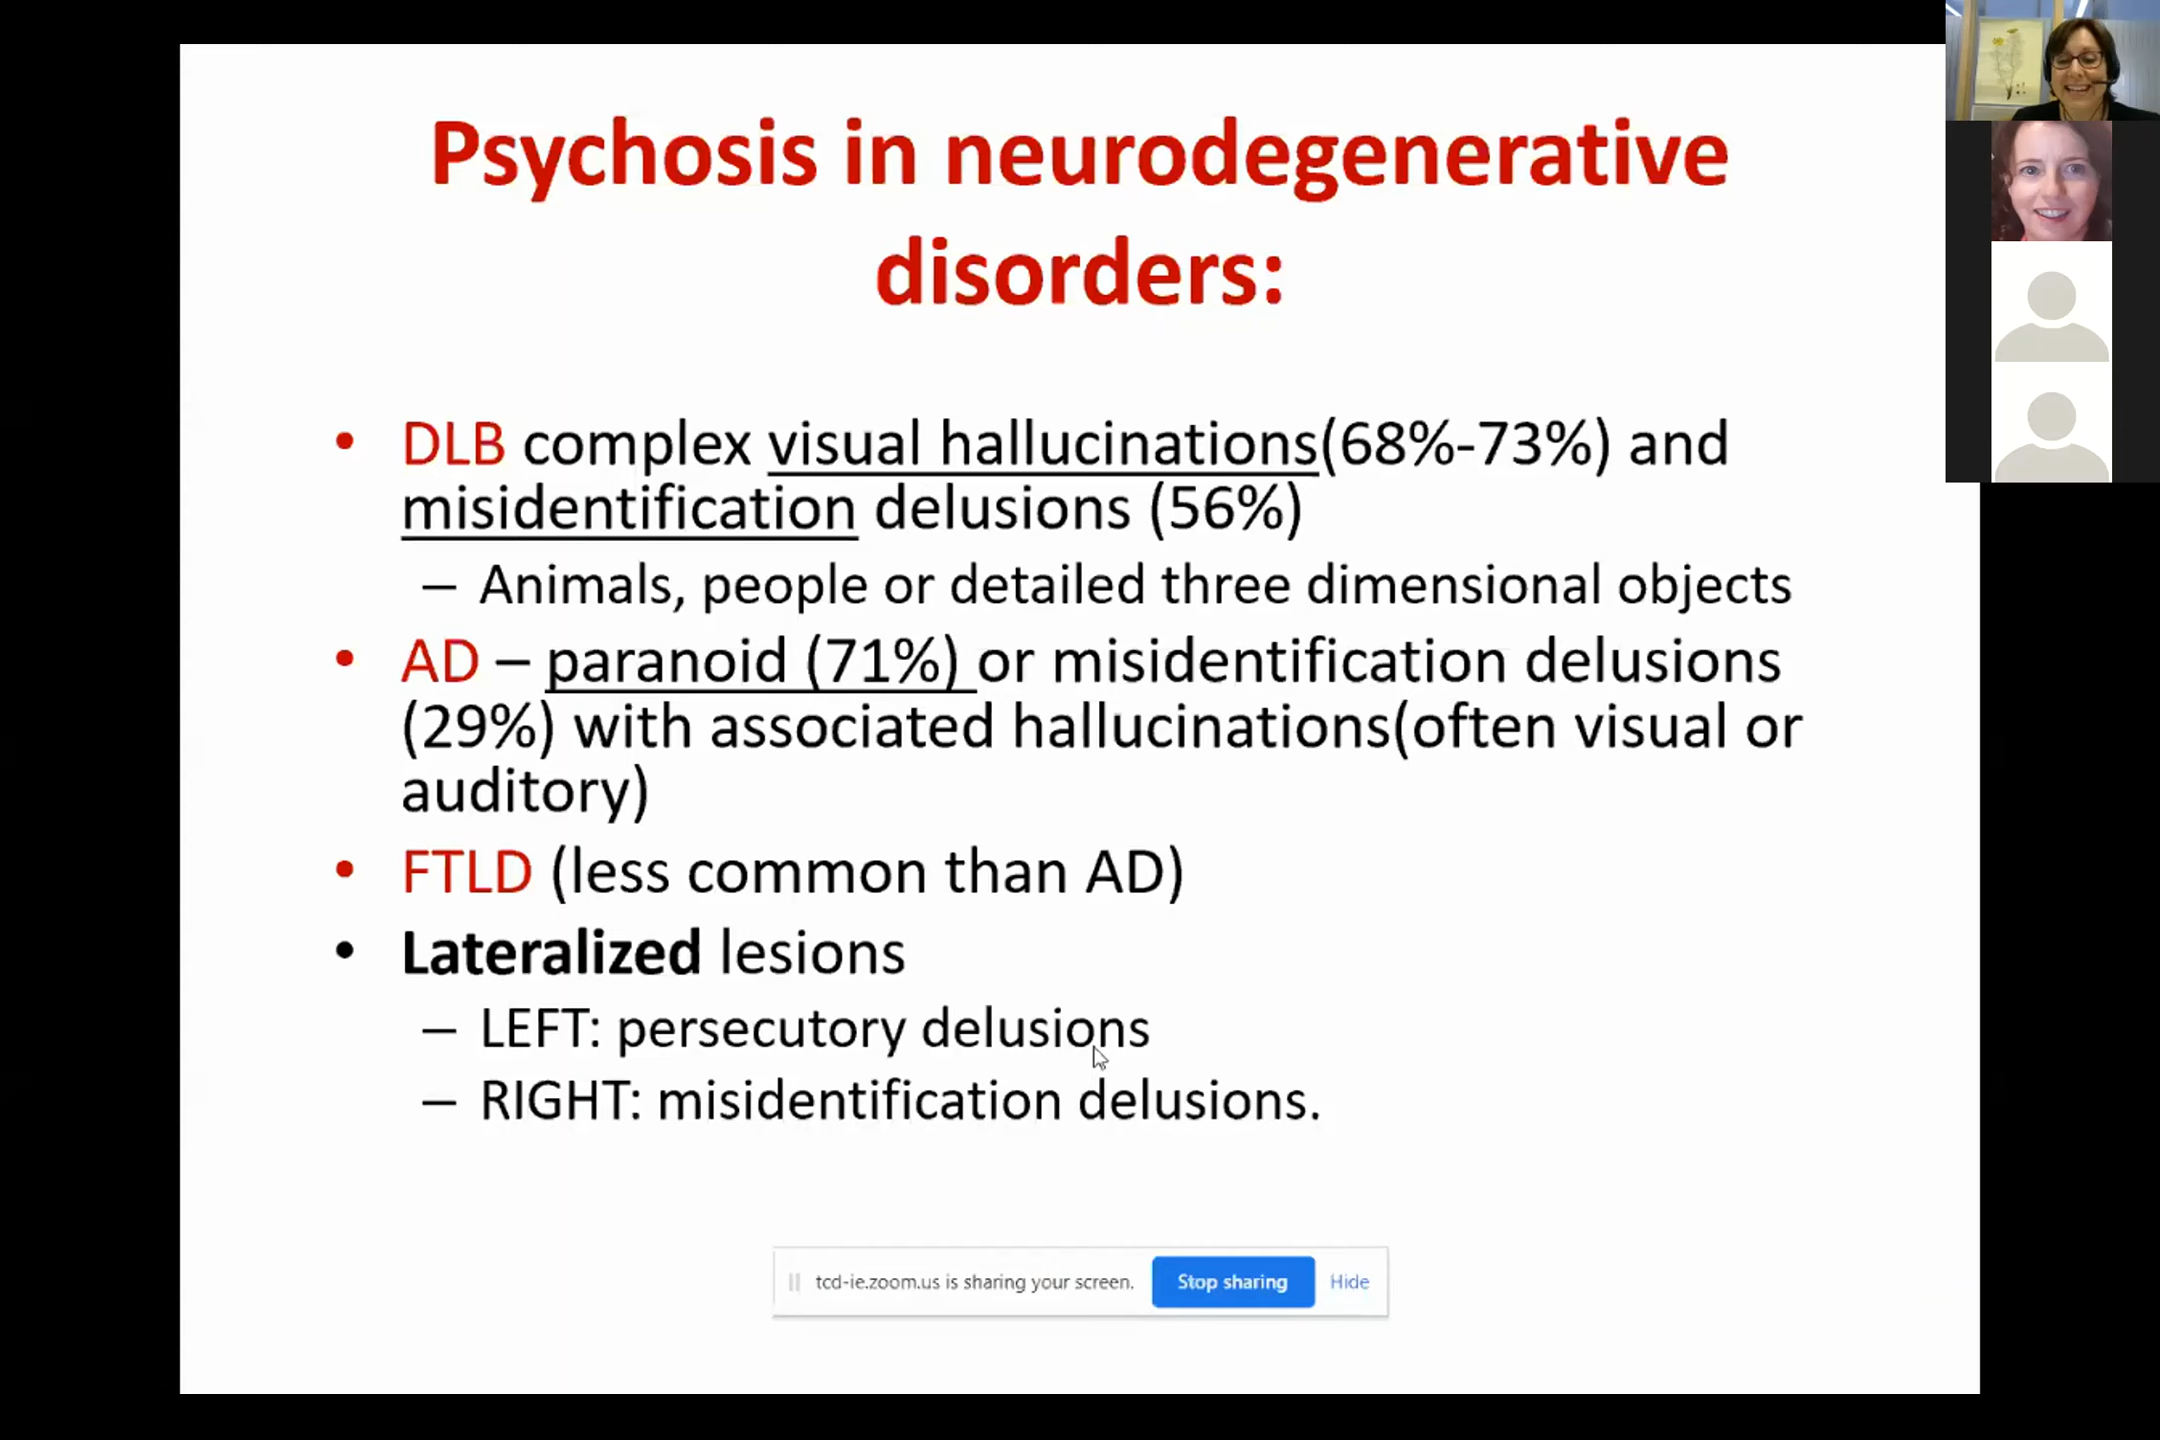 Psychosis in neurodegenerative
disorders:
• DLB complex visual hallucinations(68%-73%) and
misidentification delusions (56%)
– Animals, people or detailed three dimensional objects
• AD – paranoid (71%) or misidentification delusions
(29%) with associated hallucinations(often visual or
auditory)
• FTLD (less common than AD)
• Lateralized lesions
– LEFT: persecutory delusions
– RIGHT: misidentification delusions.
tcd-ie.zoom.us is sharing your screen. Stop sharing Hide